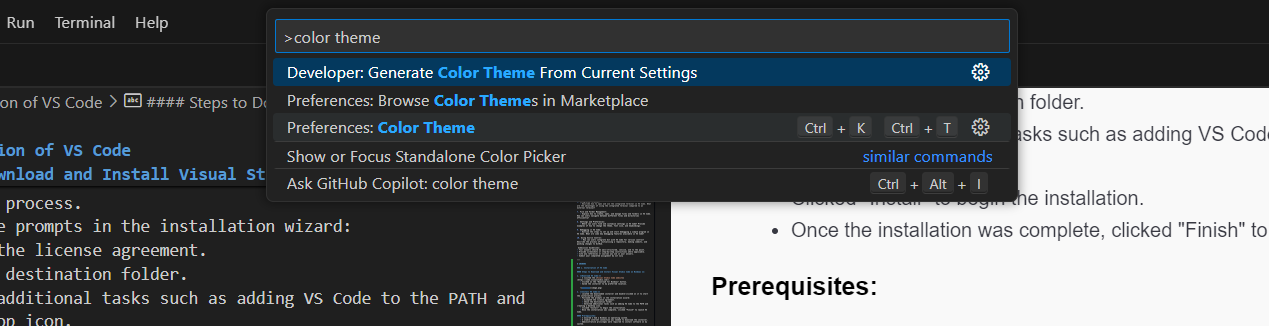 Run Terminal Help
>color theme
Developer: Generate Color Theme From Current Settings
Preferences: Browse Color Themes in Marketplace
Preferences: Color Theme Ctrl + K Ctrl + T
Show or Focus Standalone Color Picker similar commands
Ask GitHub Copilot: color theme Ctrl + Alt + I
on of VS Code > abc #### Steps to Do
ion of VS Code
wnload and Install Visual St
process.
e prompts in the installation wizard:
the license agreement.
destination folder.
additional tasks such as adding VS Code to the PATH and
op icon.
n folder.
asks such as adding VS Cod
Clicked "Install" to begin the installation.
• Once the installation was complete, clicked "Finish" to
Prerequisites: